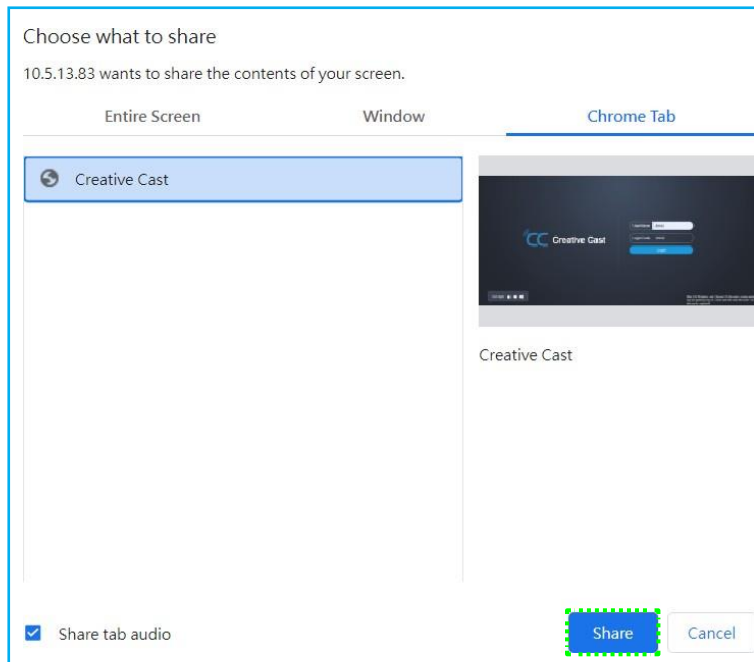 Choose what to share
10.5.13.83 wants to share the contents of your screen.
Entire Screen
Window
Chrome Tab
Creative Cast
CC Creative Cast
Creative Cast
Share tab audio
Share
Cancel